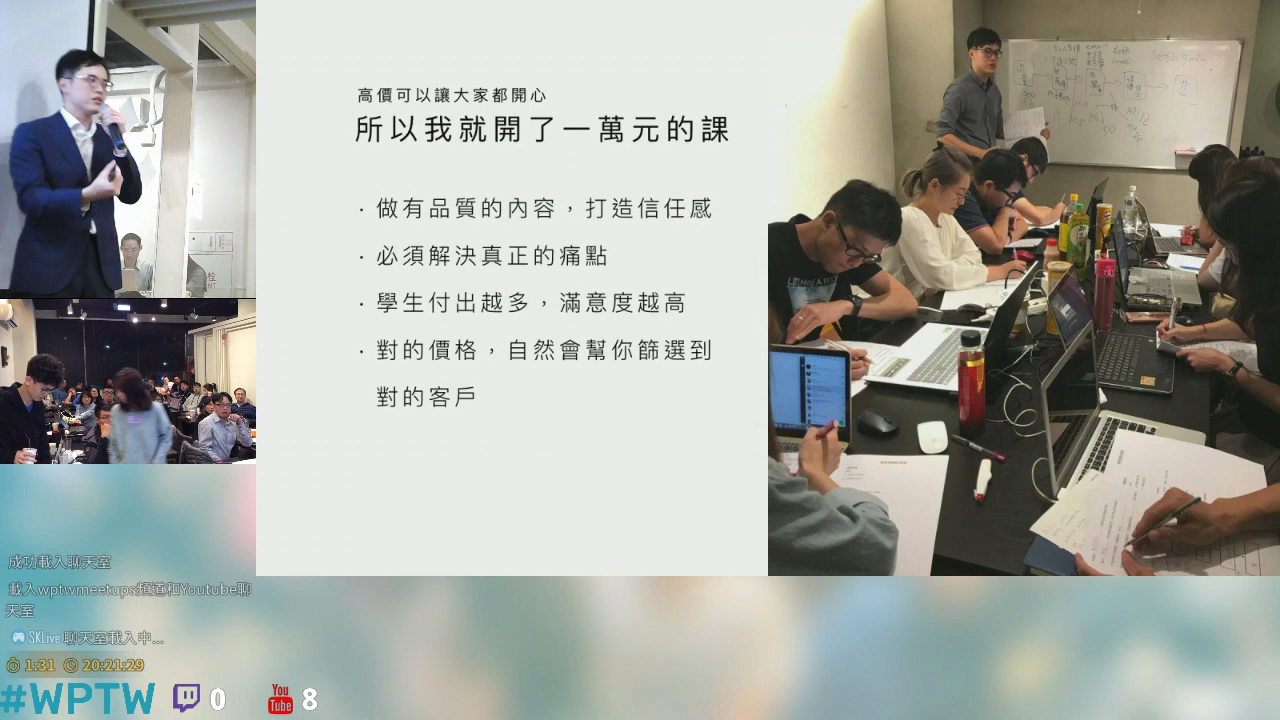 高價可以讓大家都開心
所以我就開了一萬元的課
· 做有品質的內容，打造信任感
· 必須解決真正的痛點
· 學生付出越多，滿意度越高
· 對的價格，自然會幫你篩選到
對的客戶
成功載入聊天室
載入wptwmeetups頻道和Youtube聊
天室
SKLive 聊天室載入中...
1:31 20:21:29
#WPTW 0 You Tube 8